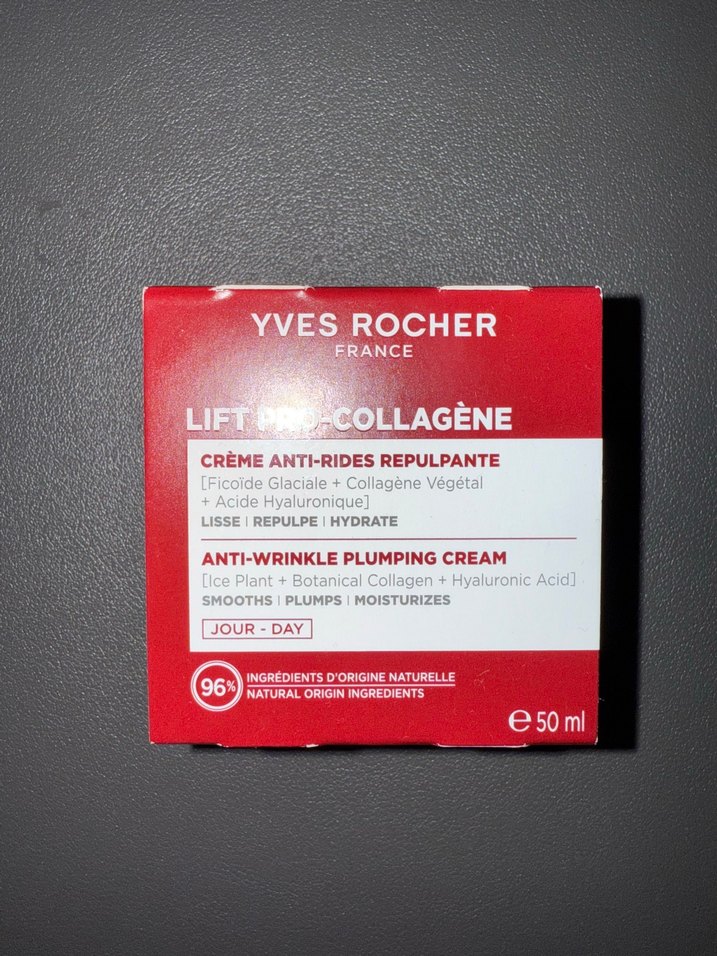 YVES ROCHER
FRANCE
LIFT PRO-COLLAGÈNE
CRÈME ANTI-RIDES REPULPANTE
[Ficoïde Glaciale + Collagène Végétal
+ Acide Hyaluronique]
LISSE | REPULPE | HYDRATE
ANTI-WRINKLE PLUMPING CREAM
[Ice Plant + Botanical Collagen + Hyaluronic Acid]
SMOOTHS | PLUMPS | MOISTURIZES
JOUR - DAY
96%
INGRÉDIENTS D'ORIGINE NATURELLE
NATURAL ORIGIN INGREDIENTS
℮ 50 ml